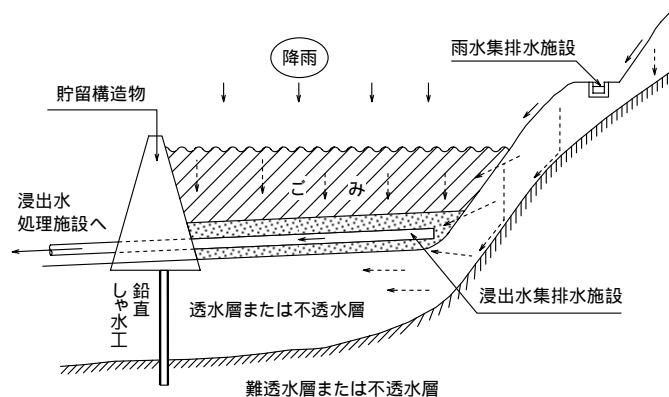 降雨
雨水集排水施設
貯留構造物
ごみ
浸出水
処理施設へ
鉛直
しゃ水工
透水層または不透水層
浸出水集排水施設
難透水層または不透水層